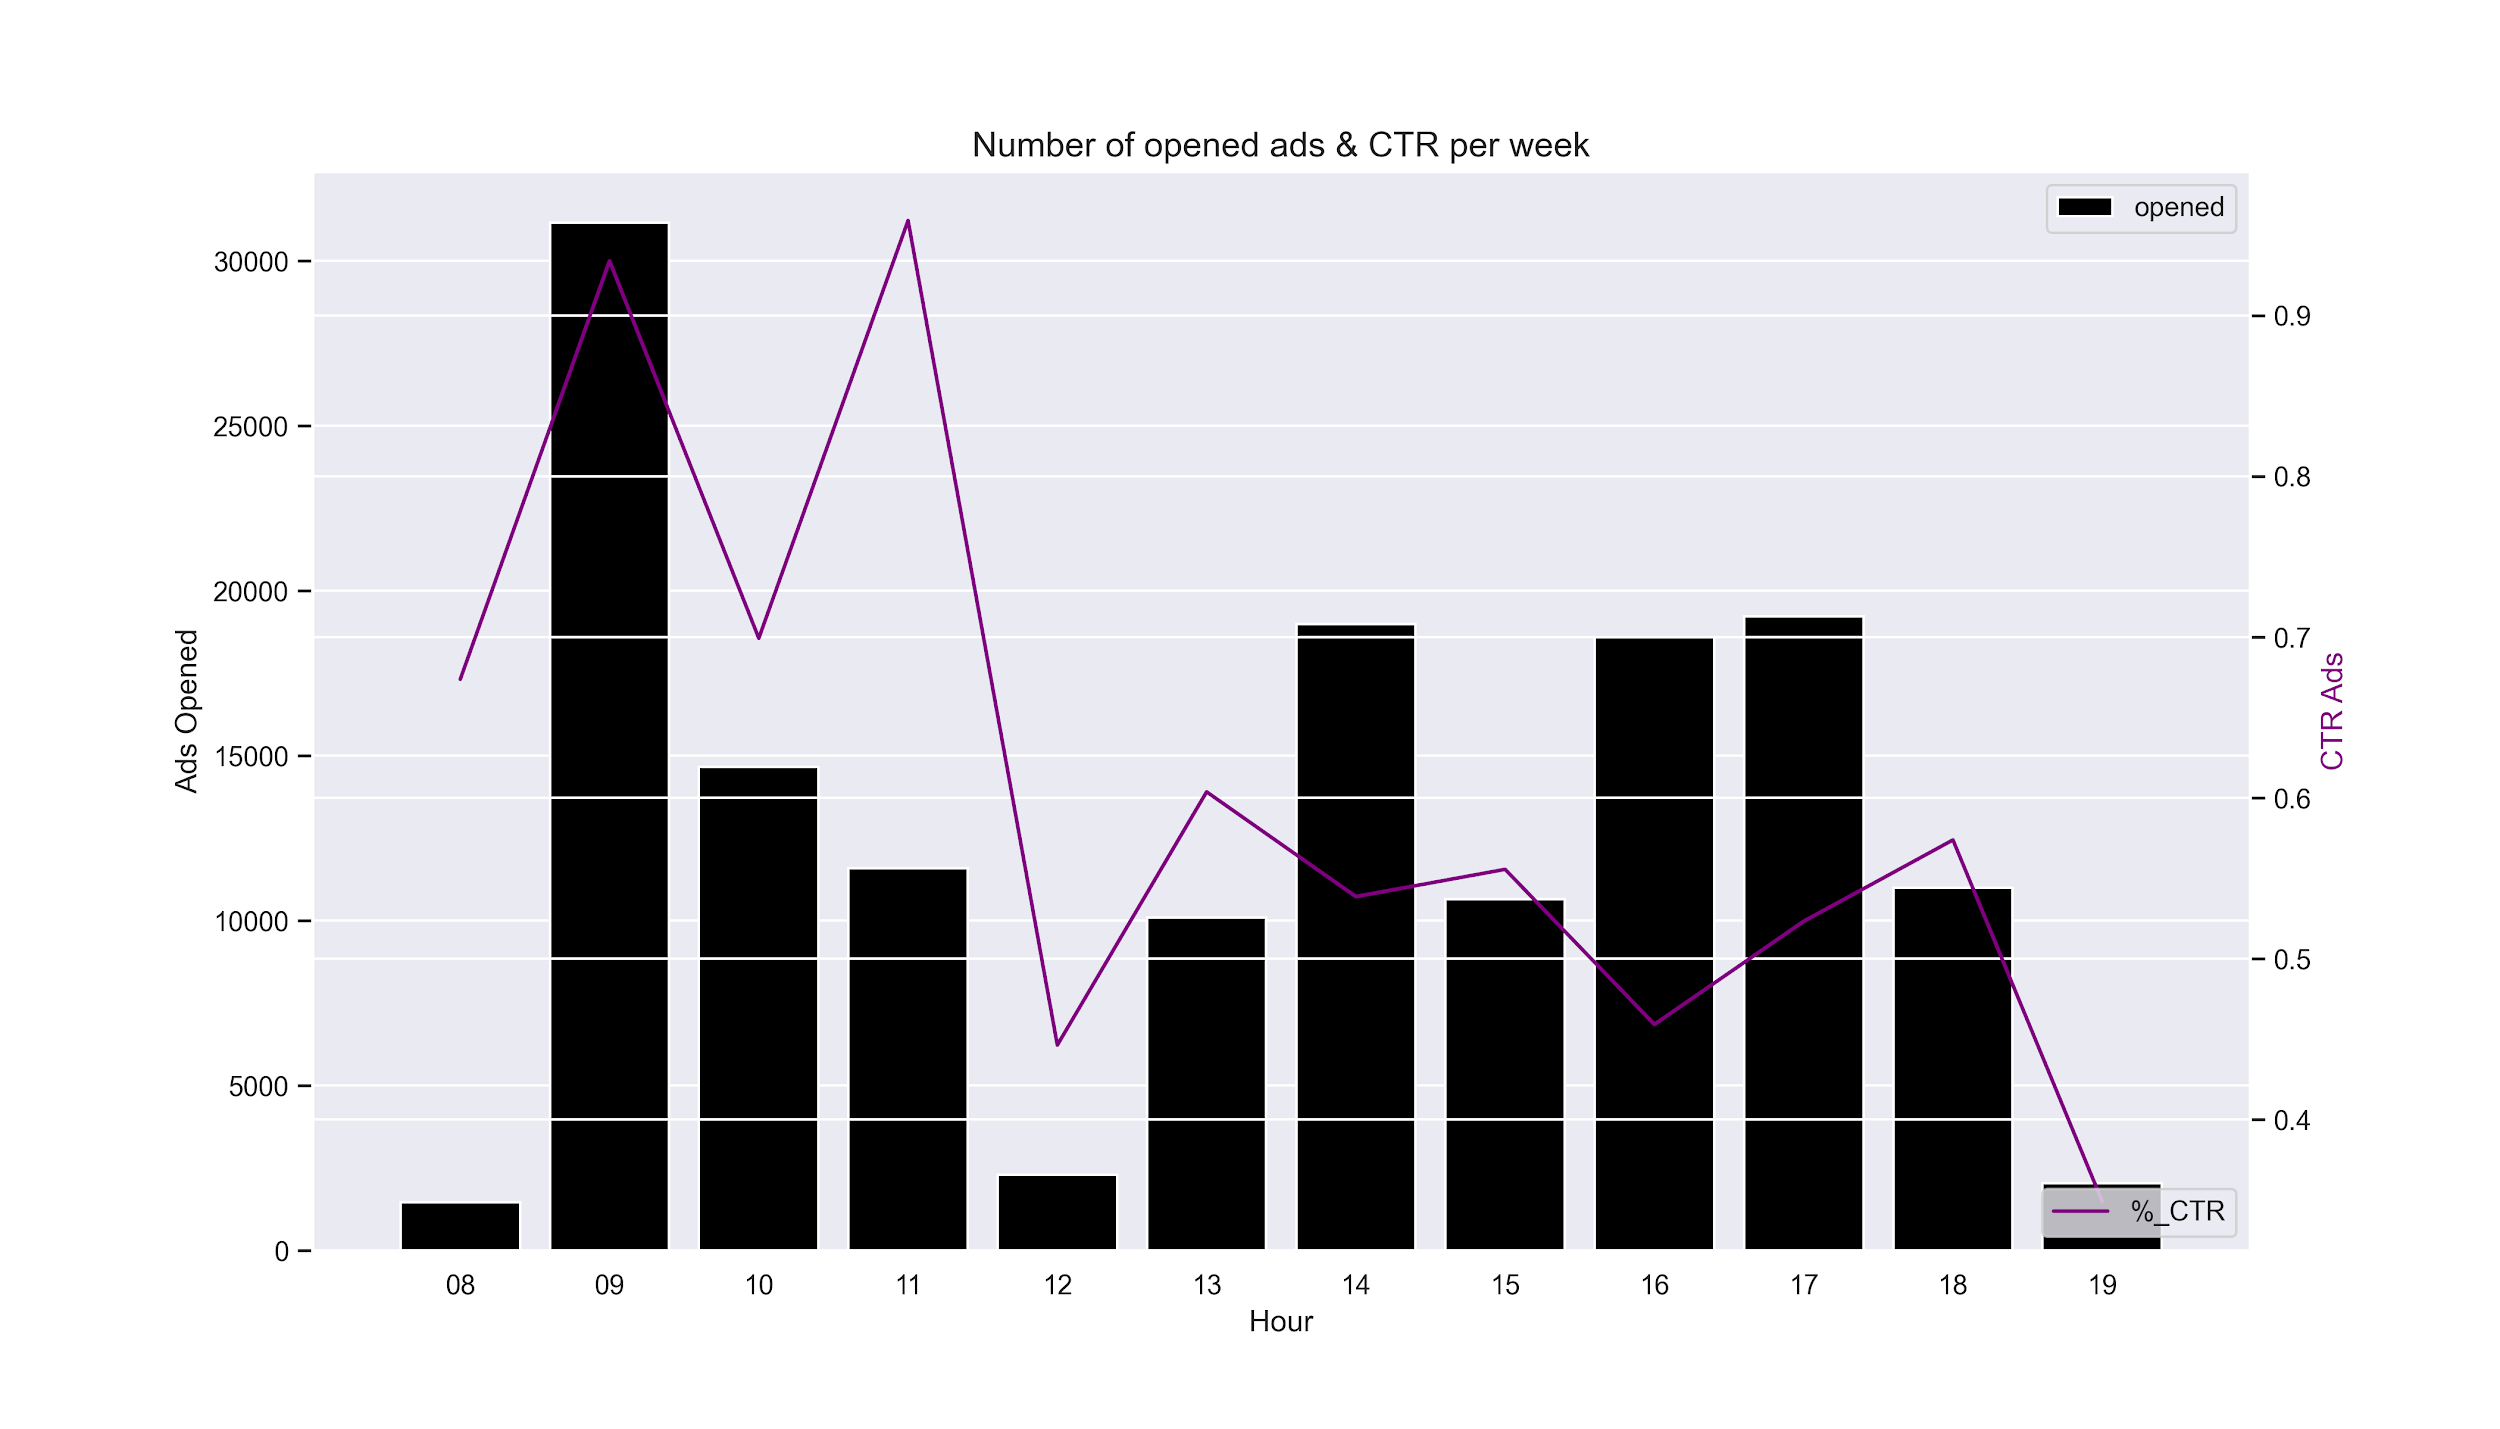 Number of opened ads & CTR per week
opened
30000
25000
20000
15000
10000
5000
0
Ads Opened
0.9
0.8
0.7
0.6
0.5
0.4
CTR Ads
%_CTR
08 09 10 11 12 13 14 15 16 17 18 19
Hour